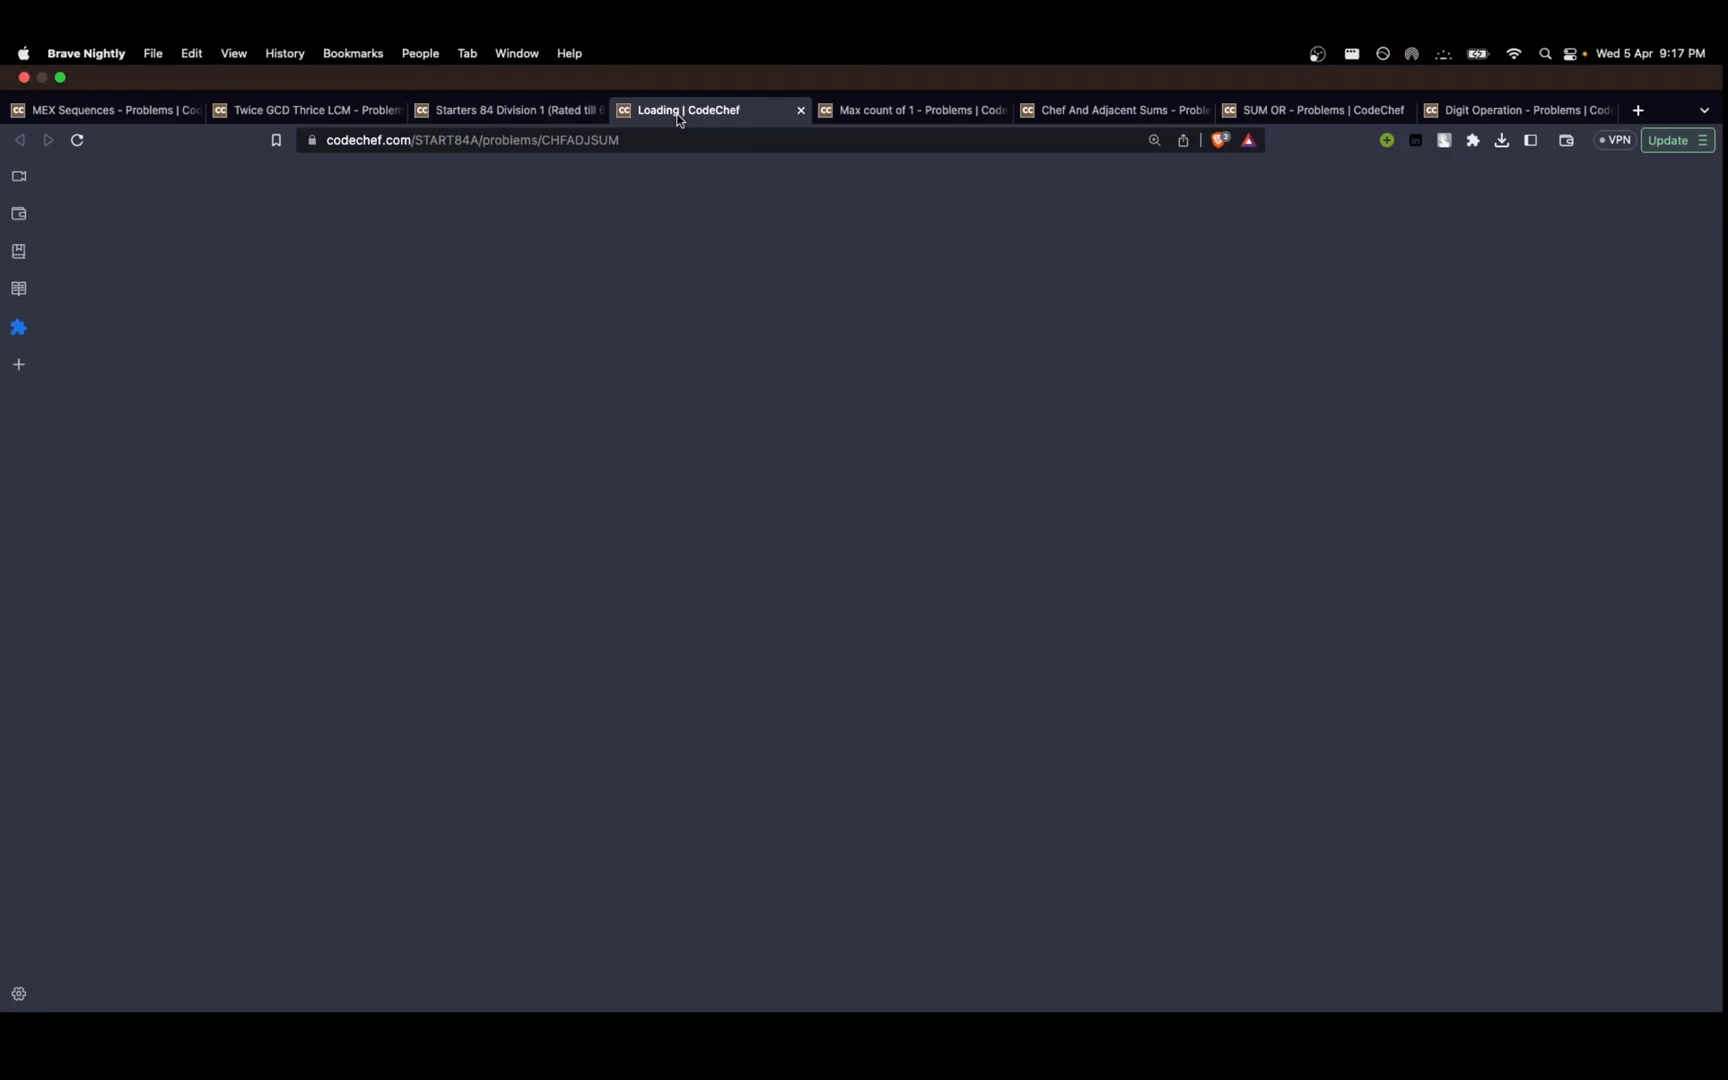 Brave Nightly File Edit View History Bookmarks People Tab Window Help Wed 5 Apr 9:17 PM
MEX Sequences - Problems | Co Twice GCD Thrice LCM - Problem Starters 84 Division 1 (Rated till Loading | CodeChef Max count of 1 - Problems | Code Chef And Adjacent Sums - Proble SUM OR - Problems | CodeChef Digit Operation - Problems | Cod
codechef.com/START84A/problems/CHFADJSUM 2 VPN Update